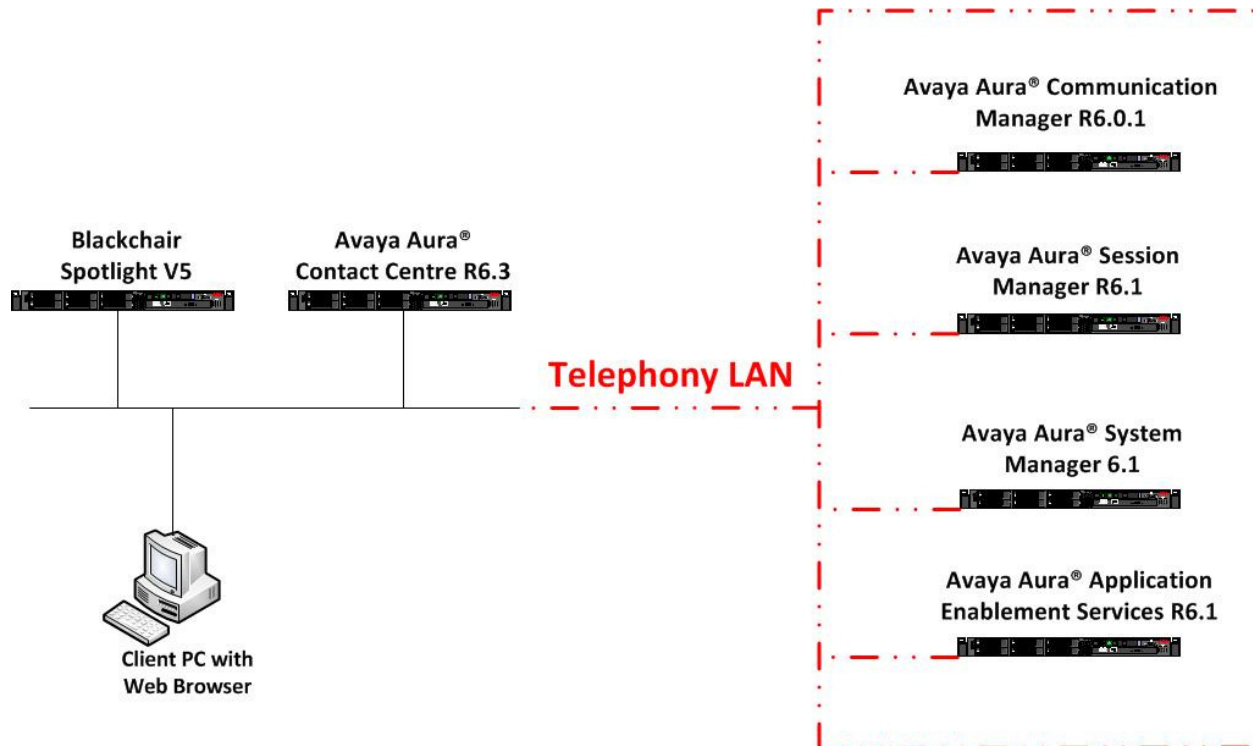 Blackchair
Spotlight V5
Avaya Aura®
Contact Centre R6.3
Telephony LAN
Client PC with
Web Browser
Avaya Aura® Communication
Manager R6.0.1
Avaya Aura® Session
Manager R6.1
Avaya Aura® System
Manager 6.1
Avaya Aura® Application
Enablement Services R6.1